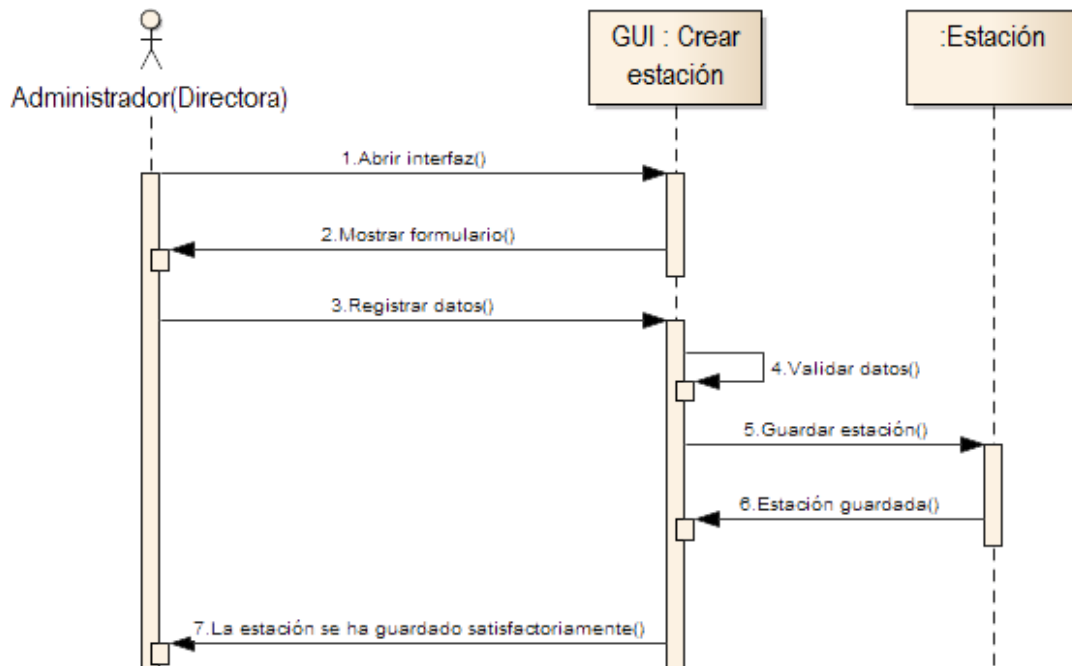 Administrador(Directora)
GUI : Crear
estación
:Estación
1.Abrir interfaz()
2.Mostrar formulario()
3.Registrar datos()
4.Validar datos()
5.Guardar estación()
6.Estación guardada()
7.La estación se ha guardado satisfactoriamente()